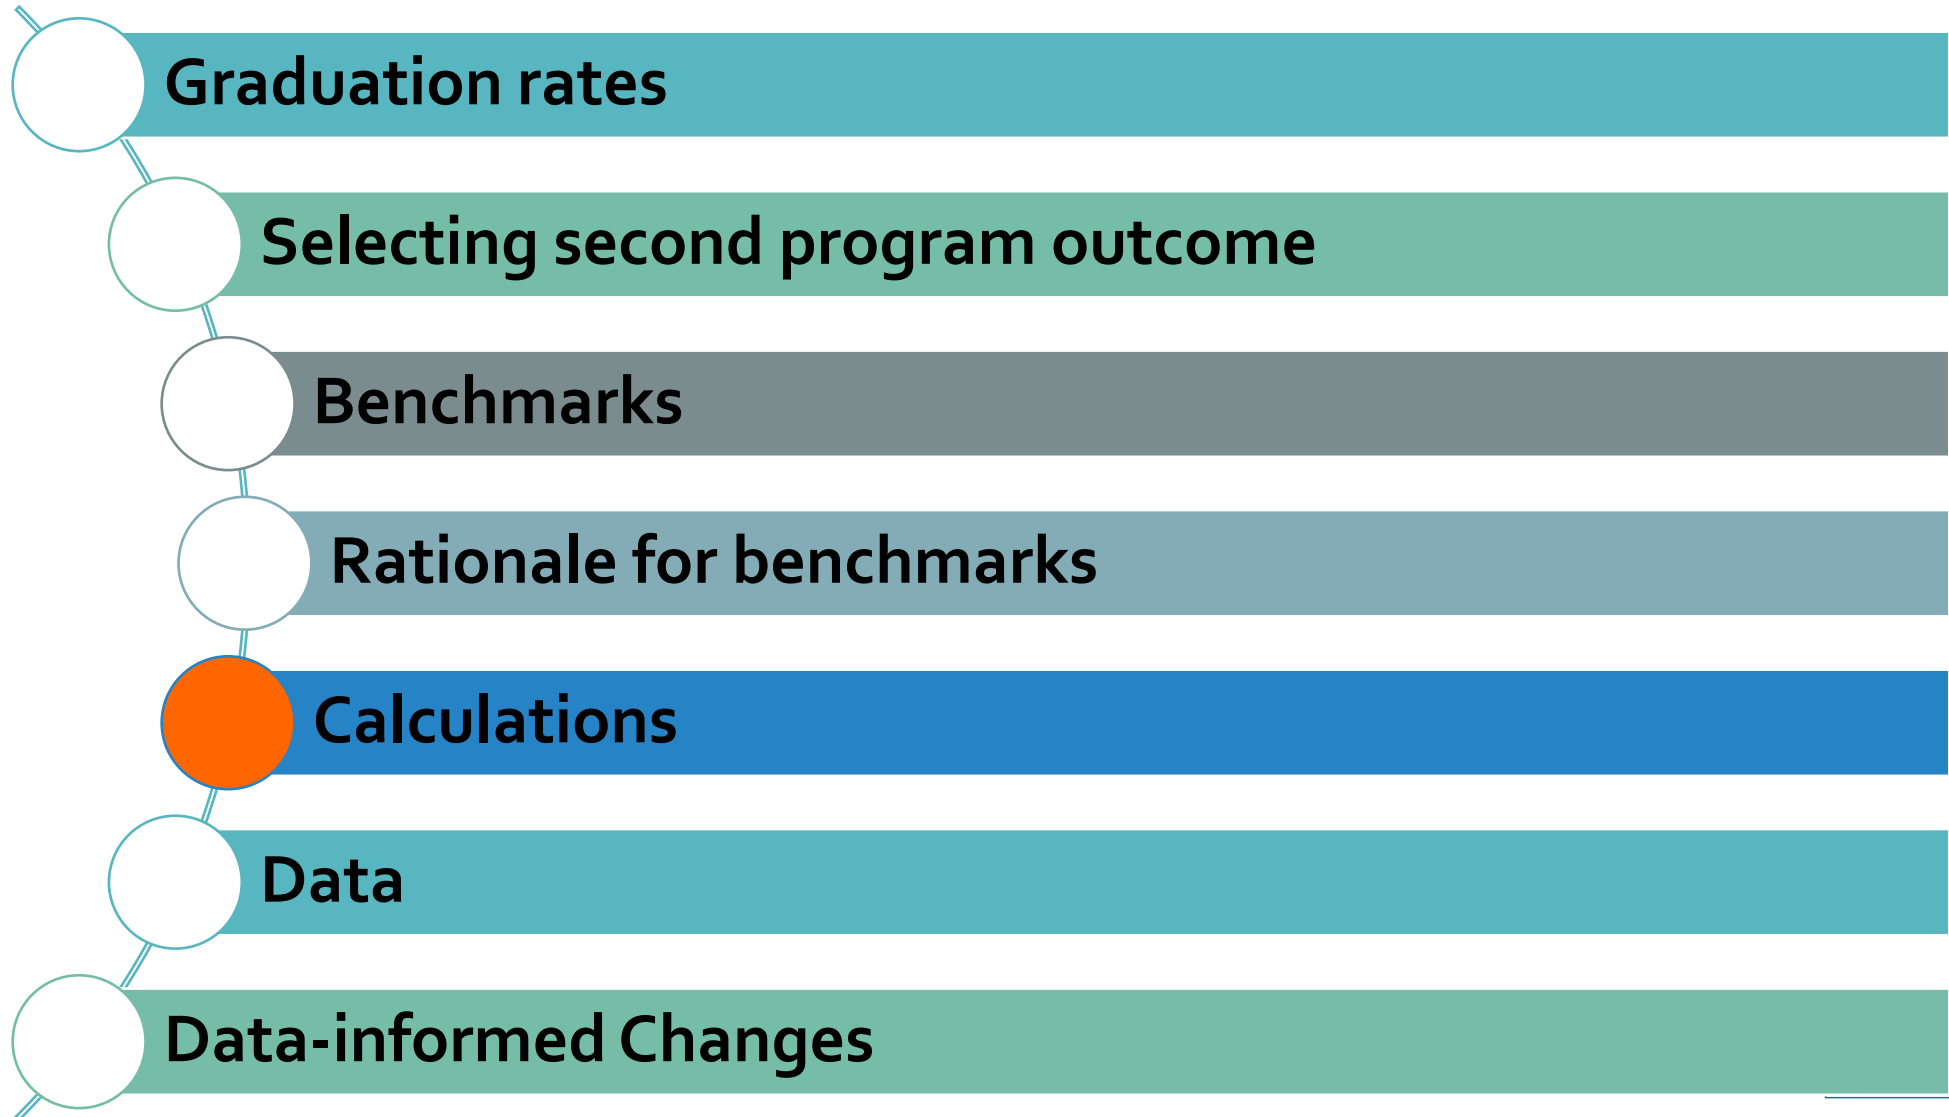 Graduation rates
Selecting second program outcome
Benchmarks
Rationale for benchmarks
Calculations
Data
Data-informed Changes